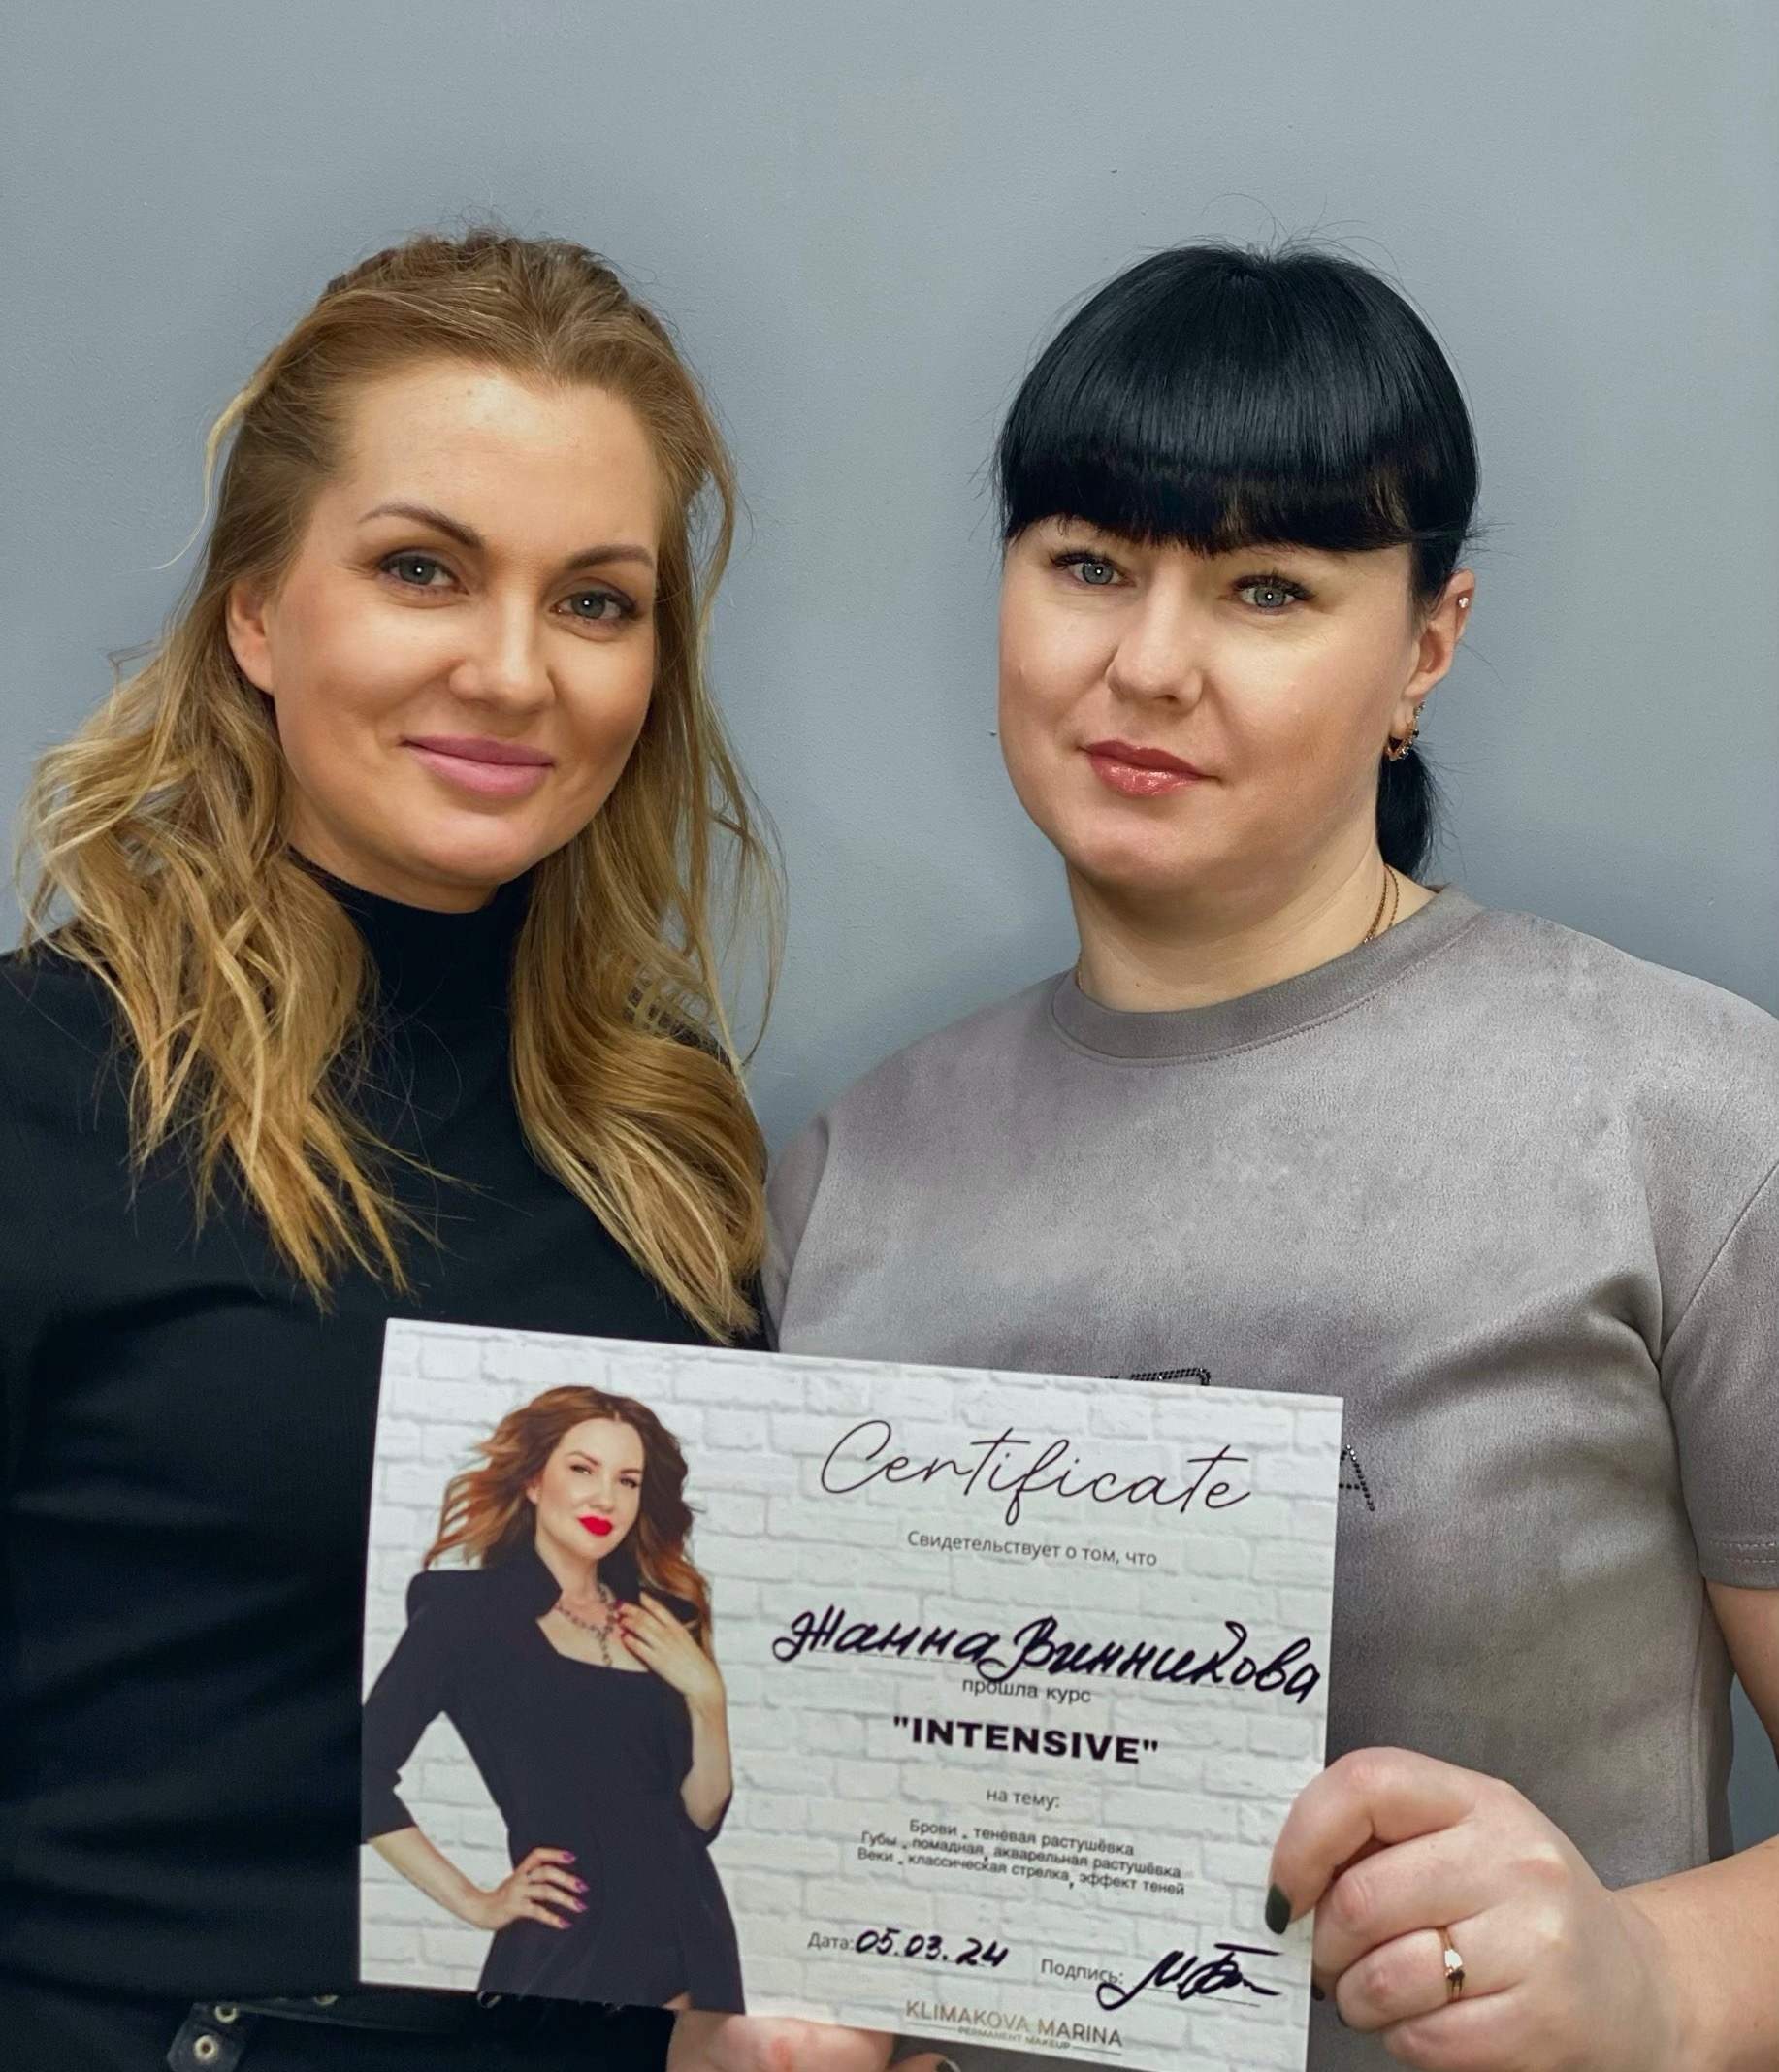 Certificate
Свидетельствует о том, что
Жанна Винникова
прошла курс
"INTENSIVE"
на тему:
Брови - теневая растушёвка
Губы - помадная, акварельная растушёвка
Веки - классическая стрелка, эффект теней
Дата: 05.03.24 Подпись:
KLIMAKOVA MARINA
PERMANENT MAKEUP